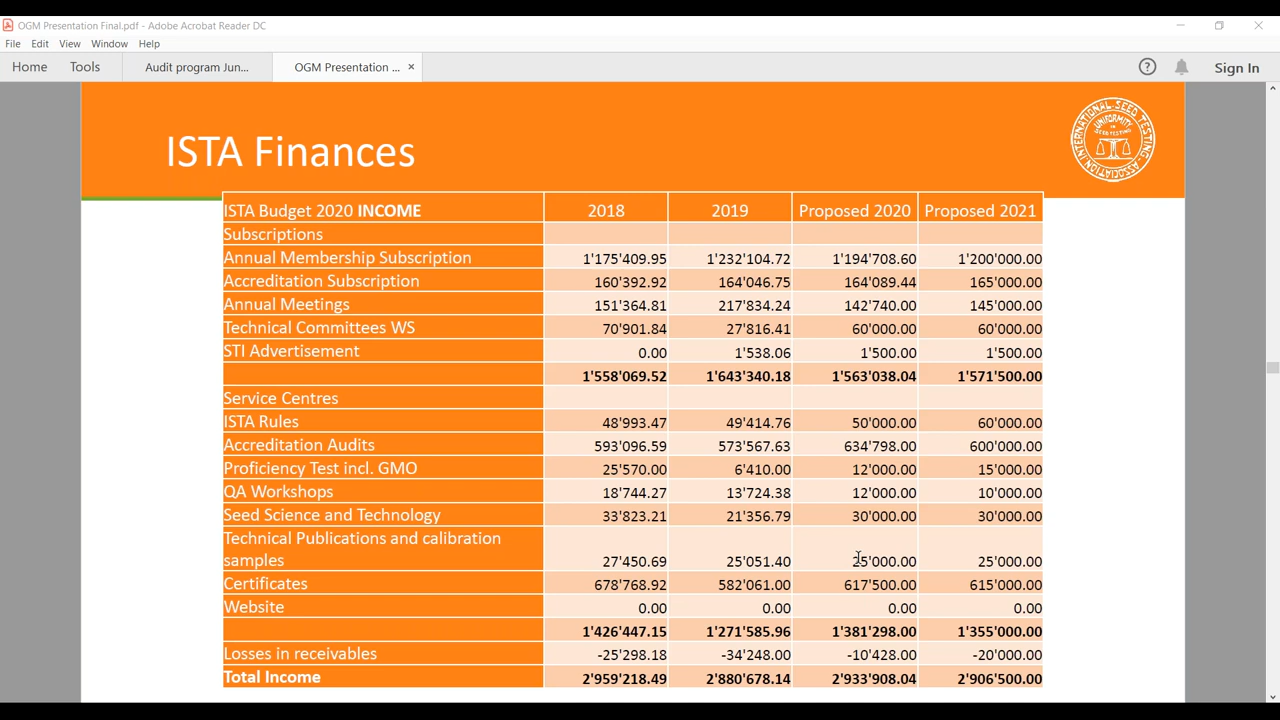 OGM Presentation Final.pdf - Adobe Acrobat Reader DC
File Edit View Window Help
Home Tools Audit program Jun... OGM Presentation ... × Sign In
ISTA Finances
INTERNATIONAL SEED TESTING ASSOCIATION
UNIFORMITY
IN
SEED TESTING
ISTA Budget 2020 INCOME 2018 2019 Proposed 2020 Proposed 2021
Subscriptions
Annual Membership Subscription 1'175'409.95 1'232'104.72 1'194'708.60 1'200'000.00
Accreditation Subscription 160'392.92 164'046.75 164'089.44 165'000.00
Annual Meetings 151'364.81 217'834.24 142'740.00 145'000.00
Technical Committees WS 70'901.84 27'816.41 60'000.00 60'000.00
STI Advertisement 0.00 1'538.06 1'500.00 1'500.00
1'558'069.52 1'643'340.18 1'563'038.04 1'571'500.00
Service Centres
ISTA Rules 48'993.47 49'414.76 50'000.00 60'000.00
Accreditation Audits 593'096.59 573'567.63 634'798.00 600'000.00
Proficiency Test incl. GMO 25'570.00 6'410.00 12'000.00 15'000.00
QA Workshops 18'744.27 13'724.38 12'000.00 10'000.00
Seed Science and Technology 33'823.21 21'356.79 30'000.00 30'000.00
Technical Publications and calibration
samples 27'450.69 25'051.40 25'000.00 25'000.00
Certificates 678'768.92 582'061.00 617'500.00 615'000.00
Website 0.00 0.00 0.00 0.00
1'426'447.15 1'271'585.96 1'381'298.00 1'355'000.00
Losses in receivables -25'298.18 -34'248.00 -10'428.00 -20'000.00
Total Income 2'959'218.49 2'880'678.14 2'933'908.04 2'906'500.00